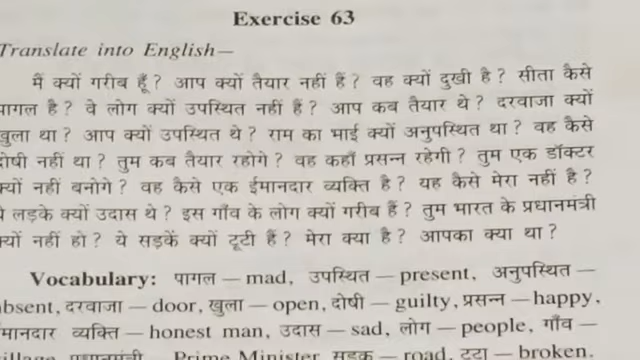 Exercise 63
Translate into English—
मैं क्यों गरीब हूँ? आप क्यों तैयार नहीं हैं? वह क्यों दुखी है? सीता कैसे
पागल है? वे लोग क्यों उपस्थित नहीं हैं? आप कब तैयार थे? दरवाजा क्यों
खुला था? आप क्यों उपस्थित थे? राम का भाई क्यों अनुपस्थित था? वह कैसे
दोषी नहीं था? तुम कब तैयार रहोगे? वह कहाँ प्रसन्न रहेगी? तुम एक डॉक्टर
क्यों नहीं बनोगे? वह कैसे एक ईमानदार व्यक्ति है? यह कैसे मेरा नहीं है?
ये लड़के क्यों उदास थे? इस गाँव के लोग क्यों गरीब हैं? तुम भारत के प्रधानमंत्री
क्यों नहीं हो? ये सड़कें क्यों टूटी हैं? मेरा क्या है? आपका क्या था?
Vocabulary: पागल — mad, उपस्थित — present, अनुपस्थित —
absent, दरवाजा — door, खुला — open, दोषी — guilty, प्रसन्न — happy,
ईमानदार व्यक्ति — honest man, उदास — sad, लोग — people, गाँव —
village, प्रधानमंत्री — Prime Minister, सड़क — road, टूटा — broken.